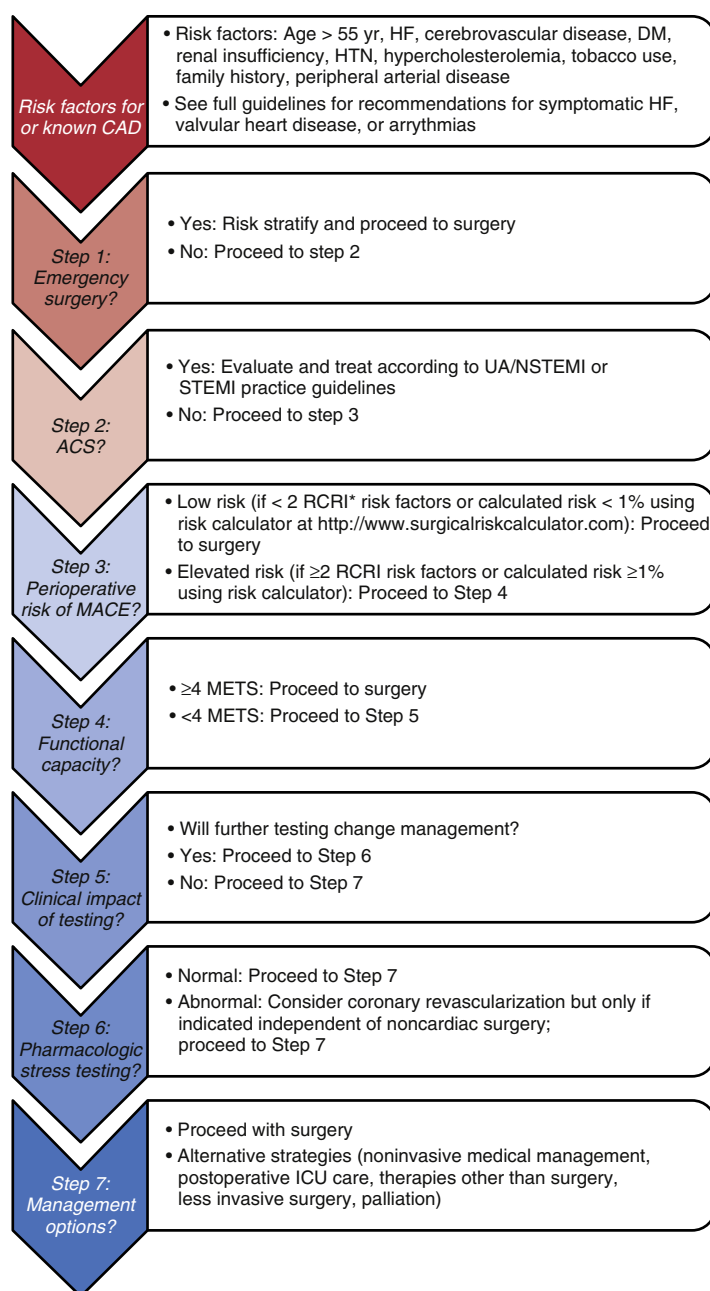 Risk factors for
or known CAD
• Risk factors: Age > 55 yr, HF, cerebrovascular disease, DM,
renal insufficiency, HTN, hypercholesterolemia, tobacco use,
family history, peripheral arterial disease
• See full guidelines for recommendations for symptomatic HF,
valvular heart disease, or arrythmias
Step 1:
Emergency
surgery?
• Yes: Risk stratify and proceed to surgery
• No: Proceed to step 2
Step 2:
ACS?
• Yes: Evaluate and treat according to UA/NSTEMI or
STEMI practice guidelines
• No: Proceed to step 3
Step 3:
Perioperative
risk of MACE?
• Low risk (if < 2 RCRI* risk factors or calculated risk < 1% using
risk calculator at http://www.surgicalriskcalculator.com): Proceed
to surgery
• Elevated risk (if ≥2 RCRI risk factors or calculated risk ≥1%
using risk calculator): Proceed to Step 4
Step 4:
Functional
capacity?
• ≥4 METS: Proceed to surgery
• <4 METS: Proceed to Step 5
Step 5:
Clinical impact
of testing?
• Will further testing change management?
• Yes: Proceed to Step 6
• No: Proceed to Step 7
Step 6:
Pharmacologic
stress testing?
• Normal: Proceed to Step 7
• Abnormal: Consider coronary revascularization but only if
indicated independent of noncardiac surgery;
proceed to Step 7
Step 7:
Management
options?
• Proceed with surgery
• Alternative strategies (noninvasive medical management,
postoperative ICU care, therapies other than surgery,
less invasive surgery, palliation)